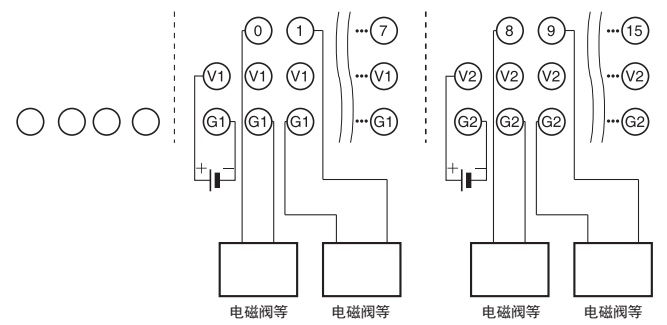 0 1 ••• 7 8 9 ••• 15
V1 V1 V1 ••• V1 V2 V2 V2 ••• V2
G1 G1 G1 ••• G1 G2 G2 G2 ••• G2
+ − + −
电磁阀等 电磁阀等 电磁阀等 电磁阀等